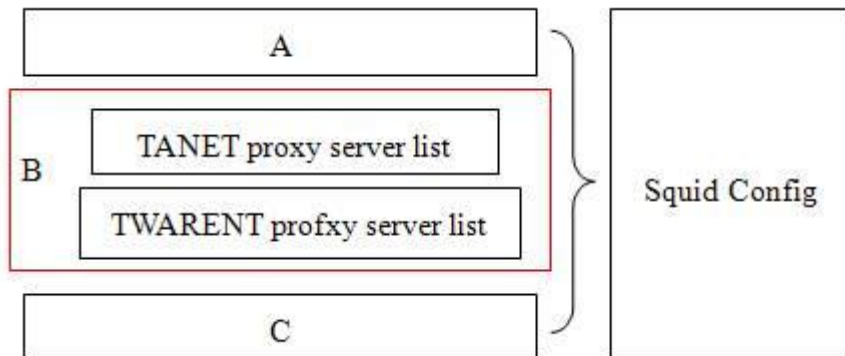 A
B
TANET proxy server list
TWARENT profxy server list
C
Squid Config